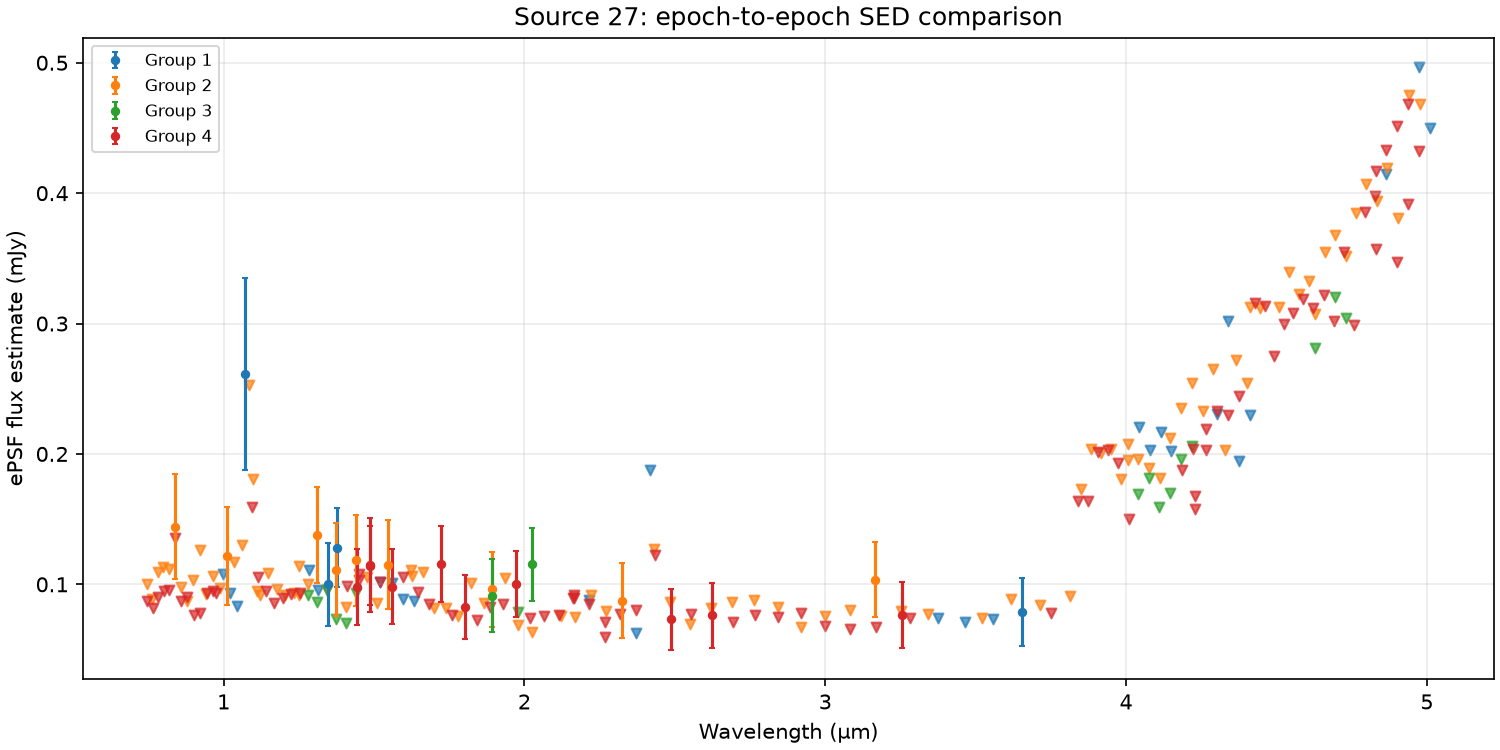 Source 27: epoch-to-epoch SED comparison
Group 1
Group 2
Group 3
Group 4
ePSF flux estimate (mJy)
0.5
0.4
0.3
0.2
0.1
1 2 3 4 5
Wavelength (μm)